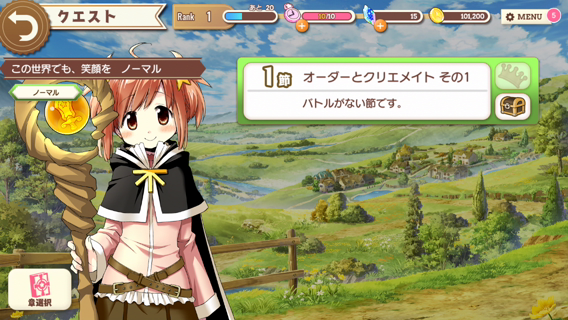 クエスト
Rank 1
あと 20
10/10
15
101,200
MENU
5
この世界でも、笑顔を ノーマル
ノーマル
1節 オーダーとクリエメイト その1
バトルがない節です。
章選択